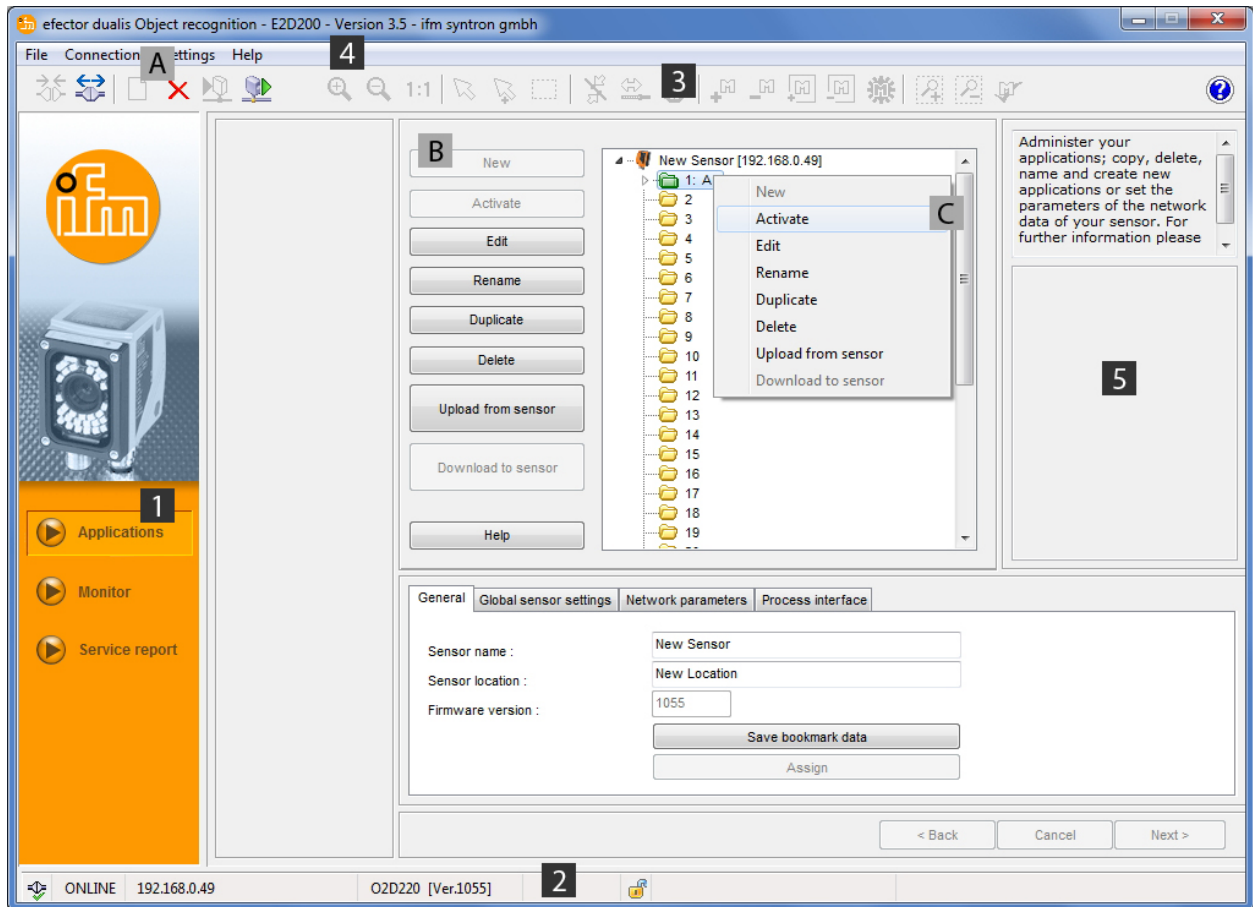 efector dualis Object recognition - E2D200 - Version 3.5 - ifm syntron gmbh
File Connection Settings Help
A
4
1:1
3
ifm
1
Applications
Monitor
Service report
B
New
Activate
Edit
Rename
Duplicate
Delete
Upload from sensor
Download to sensor
Help
New Sensor [192.168.0.49]
1: A
2
3
4
5
6
7
8
9
10
11
12
13
14
15
16
17
18
19
C
New
Activate
Edit
Rename
Duplicate
Delete
Upload from sensor
Download to sensor
Administer your
applications; copy, delete,
name and create new
applications or set the
parameters of the network
data of your sensor. For
further information please
5
General Global sensor settings Network parameters Process interface
Sensor name : New Sensor
Sensor location : New Location
Firmware version : 1055
Save bookmark data
Assign
< Back Cancel Next >
ONLINE 192.168.0.49 O2D220 [Ver.1055] 2